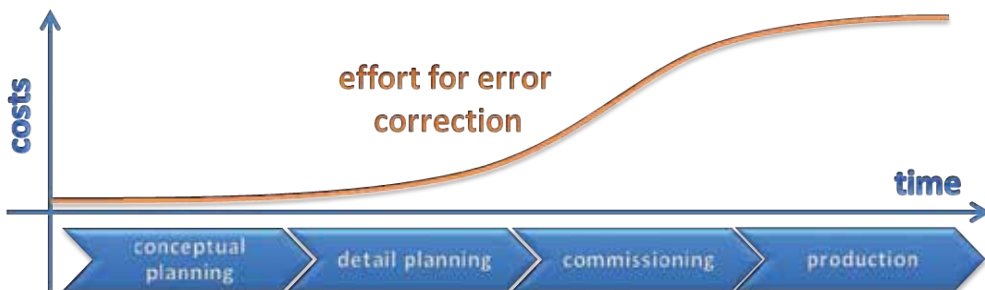 effort for error
correction
costs
time
conceptual
planning
detail planning
commissioning
production